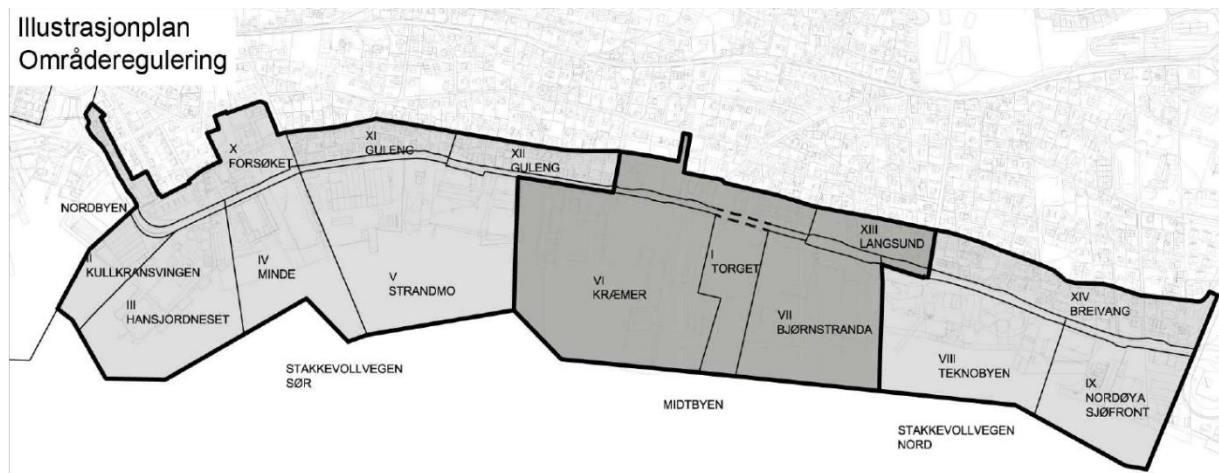 Illustrasjonplan
Områderegulering
X
FORSØKET
XI
GULENG
XII
GULENG
NORDBYEN
II
KULLKRANSVINGEN
III
HANSJORDNESET
IV
MINDE
V
STRANDMO
VI
KRÆMER
I
TORGET
VII
BJØRNSTRANDA
XIII
LANGSUND
XIV
BREIVANG
VIII
TEKNOBYEN
IX
NORDØYA
SJØFRONT
STAKKEVOLLVEGEN
SØR
MIDTBYEN
STAKKEVOLLVEGEN
NORD